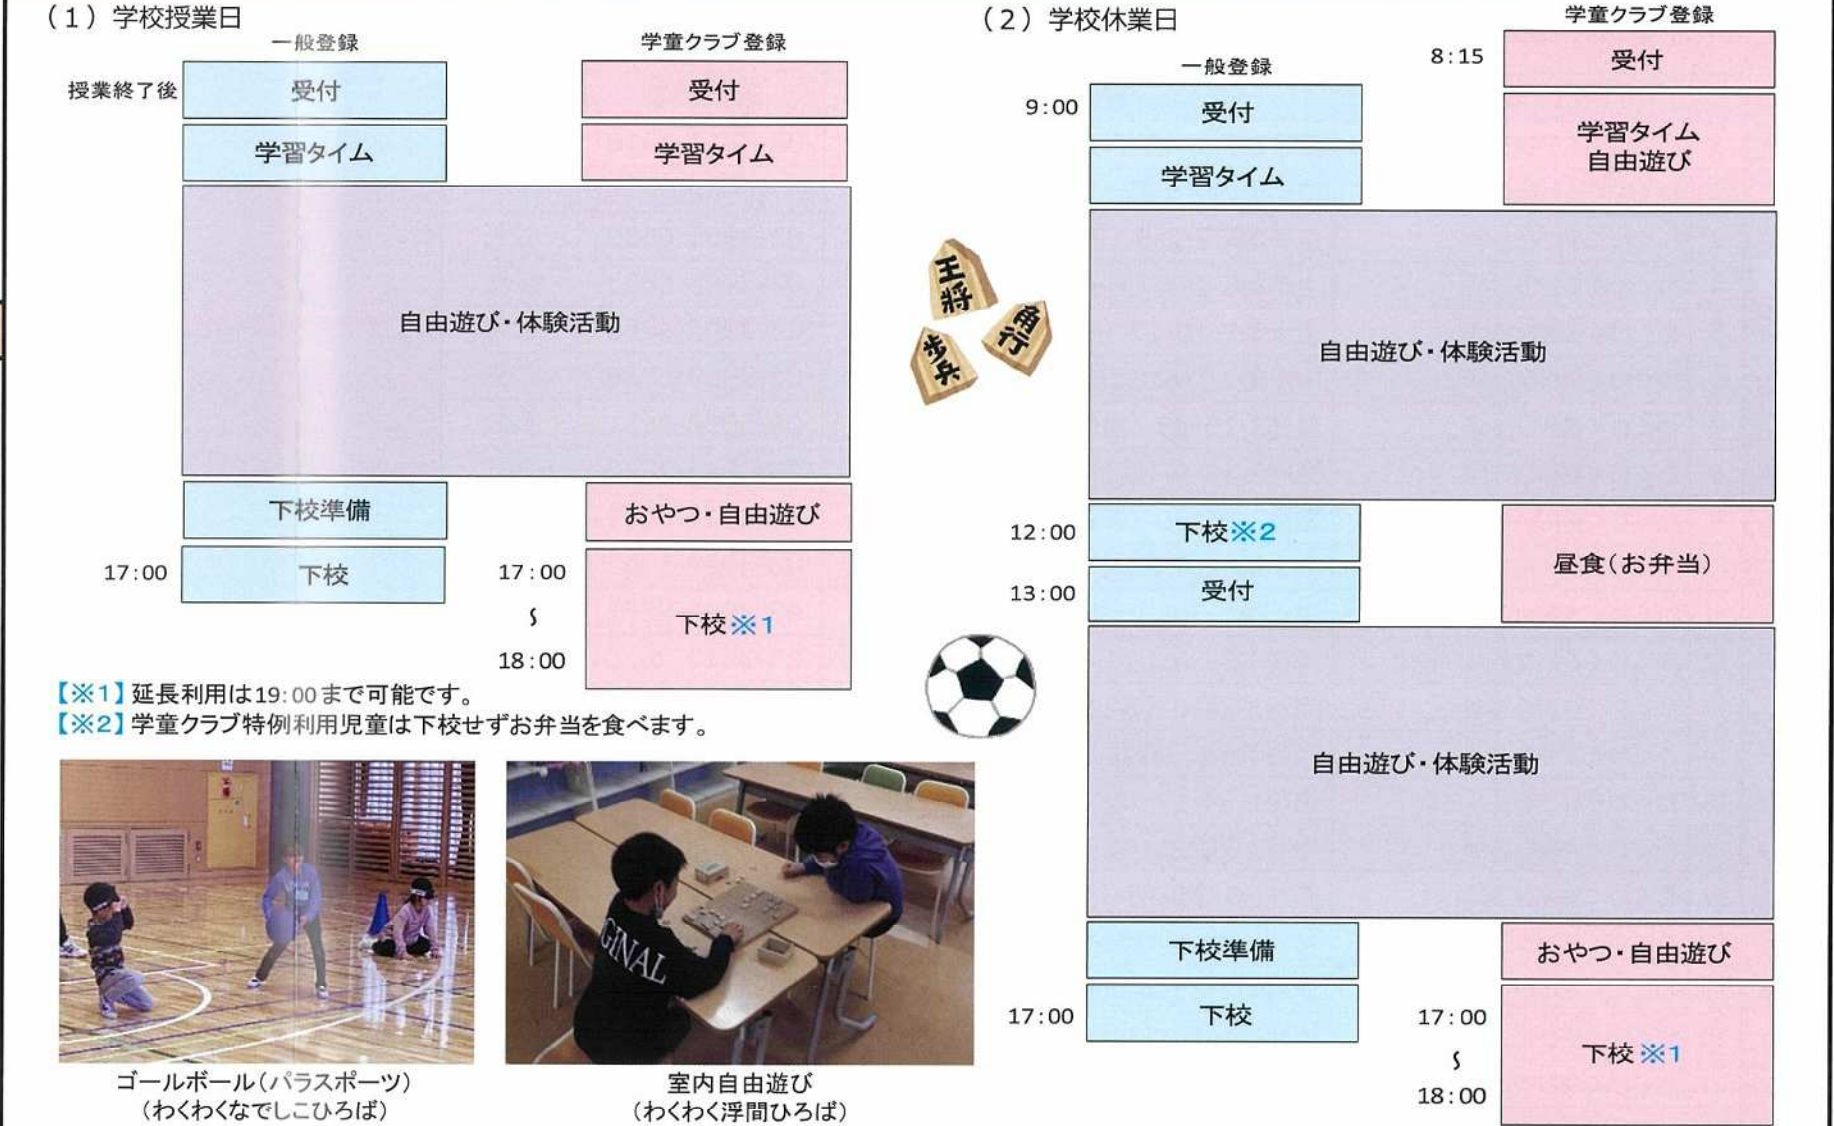 （１）学校授業日
一般登録
学童クラブ登録
授業終了後
受付
受付
学習タイム
学習タイム
自由遊び・体験活動
下校準備
おやつ・自由遊び
17:00
下校
17:00
～
18:00
下校※１
【※１】延長利用は19:00まで可能です。
【※２】学童クラブ特例利用児童は下校せずお弁当を食べます。
GINAL
ゴールボール（パラスポーツ）
（わくわくなでしこひろば）
室内自由遊び
（わくわく浮間ひろば）
王将
角行
歩兵
（２）学校休業日
学童クラブ登録
一般登録
8:15
受付
9:00
受付
学習タイム
自由遊び
学習タイム
自由遊び・体験活動
12:00
下校※２
昼食（お弁当）
13:00
受付
自由遊び・体験活動
下校準備
おやつ・自由遊び
17:00
下校
17:00
～
18:00
下校※１